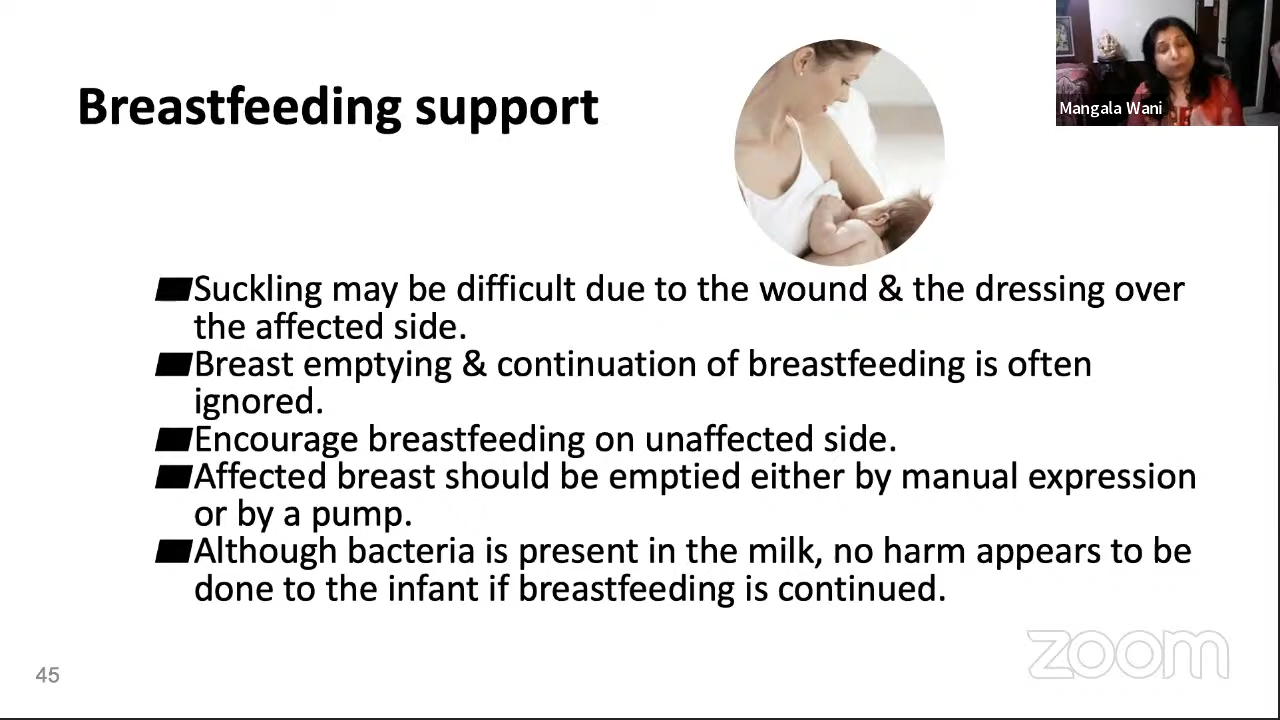 Breastfeeding support
Mangala Wani
Suckling may be difficult due to the wound & the dressing over
the affected side.
Breast emptying & continuation of breastfeeding is often
ignored.
Encourage breastfeeding on unaffected side.
Affected breast should be emptied either by manual expression
or by a pump.
Although bacteria is present in the milk, no harm appears to be
done to the infant if breastfeeding is continued.
zoom
45